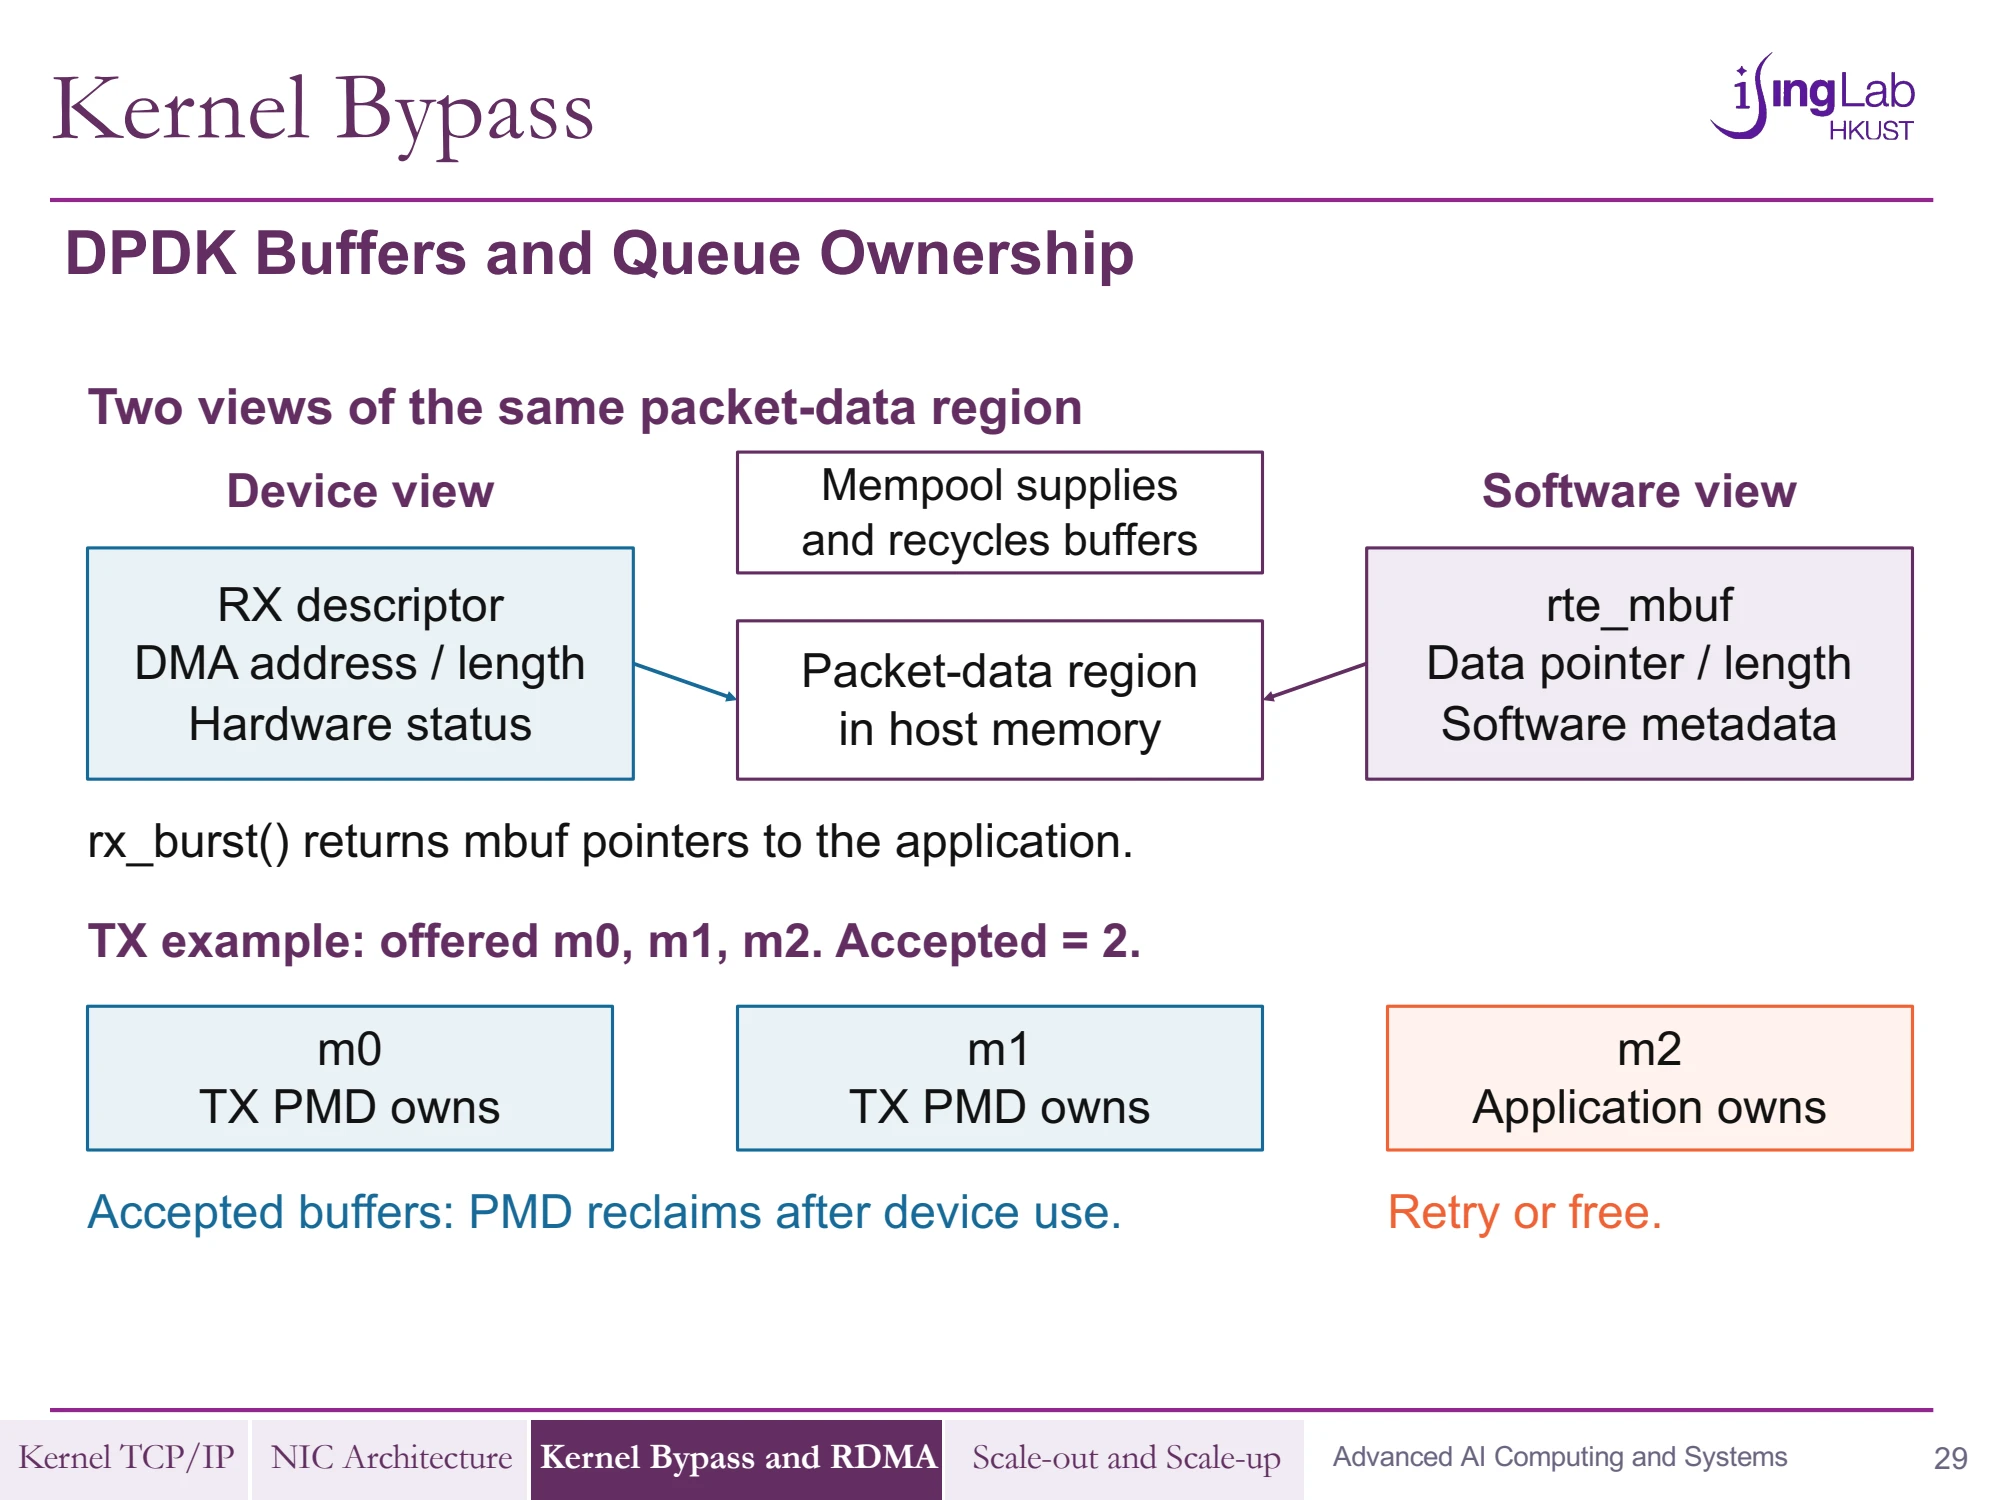 Kernel Bypass
isingLab
HKUST
DPDK Buffers and Queue Ownership
Two views of the same packet-data region
Device view
Mempool supplies
and recycles buffers
Software view
RX descriptor
DMA address / length
Hardware status
Packet-data region
in host memory
rte_mbuf
Data pointer / length
Software metadata
rx_burst() returns mbuf pointers to the application.
TX example: offered m0, m1, m2. Accepted = 2.
m0
TX PMD owns
m1
TX PMD owns
m2
Application owns
Accepted buffers: PMD reclaims after device use.
Retry or free.
Kernel TCP/IP
NIC Architecture
Kernel Bypass and RDMA
Scale-out and Scale-up
Advanced AI Computing and Systems
29